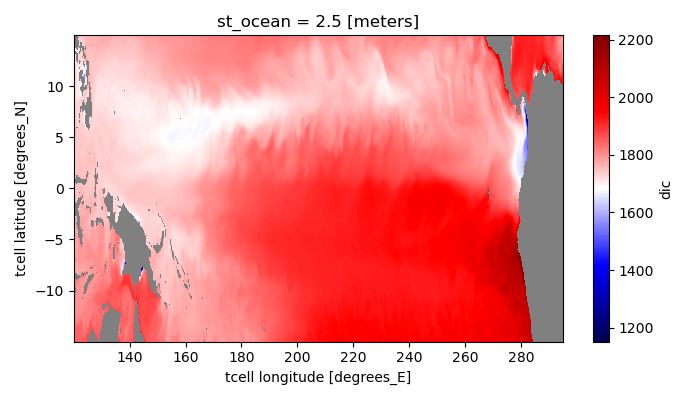 st_ocean = 2.5 [meters]
10
5
0
−5
−10
tcell latitude [degrees_N]
140 160 180 200 220 240 260 280
tcell longitude [degrees_E]
2200
2000
1800
1600
1400
1200
dic